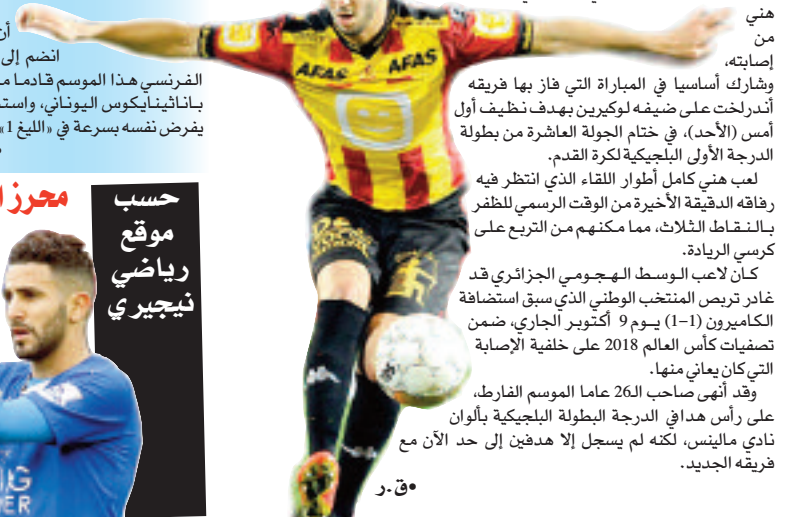 هني
من
إصابته،
وشارك أساسيا في المباراة التي فاز بها فريقه
أندرلخت على ضيفه لوكيرين بهدف نظيف أول
أمس (الأحد)، في ختام الجولة العاشرة من بطولة
الدرجة الأولى البلجيكية لكرة القدم.
لعب هني كامل أطوار اللقاء الذي انتظر فيه
رفاقه الدقيقة الأخيرة من الوقت الرسمي للظفر
بالنقاط الثلاث، مما مكنهم من التربع على
كرسي الريادة.
كان لاعب الوسط الهجومي الجزائري قد
غادر تربص المنتخب الوطني الذي سبق استضافة
الكاميرون (1-1) يوم 9 أكتوبر الجاري، ضمن
تصفيات كأس العالم 2018 على خلفية الإصابة
التي كان يعاني منها.
وقد أنهى صاحب الـ26 عاما الموسم الفارط،
على رأس هدافي الدرجة البطولة البلجيكية بألوان
نادي مالينس، لكنه لم يسجل إلا هدفين إلى حد الآن مع
فريقه الجديد.
•ق.ر
AFAS AFAS
أن
انضم إلى
الفرنسي هذا الموسم قادما م
باناثينايكوس اليوناني، واست
يفرض نفسه بسرعة في «الليغ 1»
حسب
موقع
رياضي
نيجيري
محرز ا